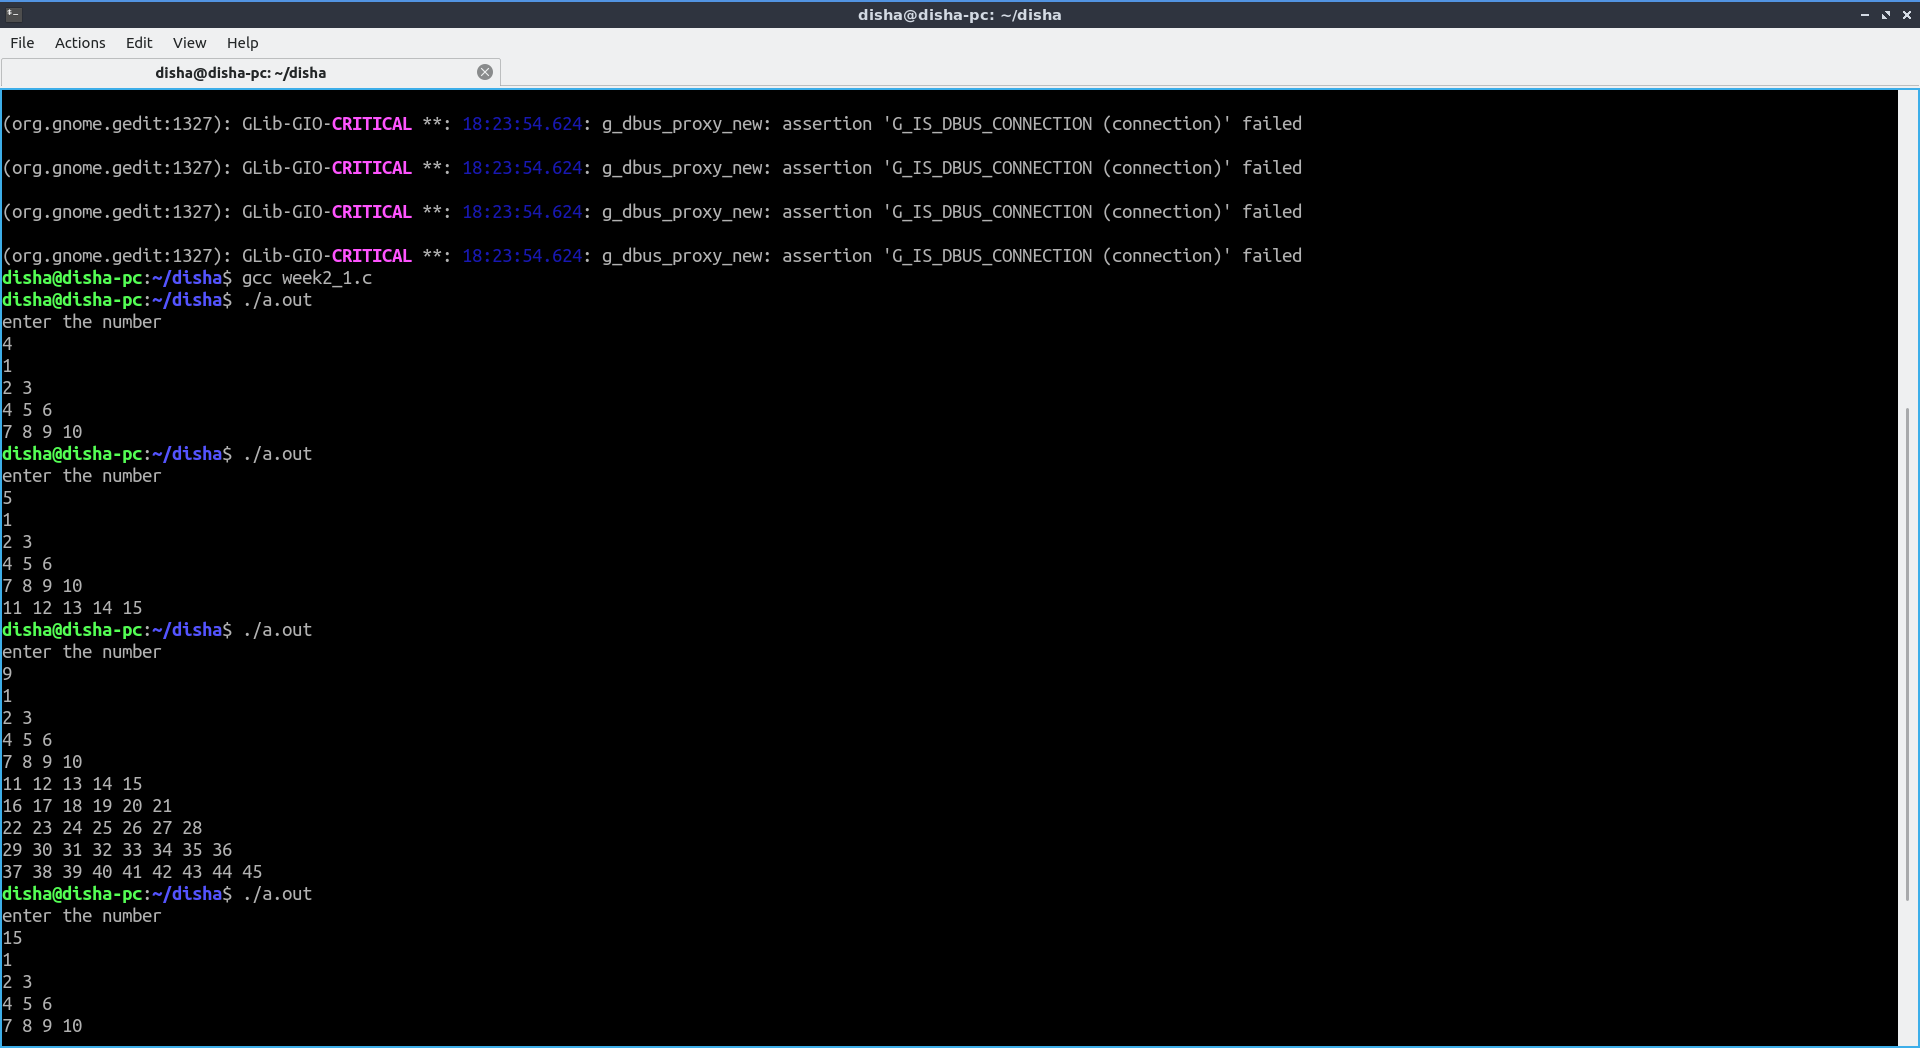 disha@disha-pc: ~/disha
File Actions Edit View Help
disha@disha-pc: ~/disha
(org.gnome.gedit:1327): GLib-GIO-CRITICAL **: 18:23:54.624: g_dbus_proxy_new: assertion 'G_IS_DBUS_CONNECTION (connection)' failed
(org.gnome.gedit:1327): GLib-GIO-CRITICAL **: 18:23:54.624: g_dbus_proxy_new: assertion 'G_IS_DBUS_CONNECTION (connection)' failed
(org.gnome.gedit:1327): GLib-GIO-CRITICAL **: 18:23:54.624: g_dbus_proxy_new: assertion 'G_IS_DBUS_CONNECTION (connection)' failed
(org.gnome.gedit:1327): GLib-GIO-CRITICAL **: 18:23:54.624: g_dbus_proxy_new: assertion 'G_IS_DBUS_CONNECTION (connection)' failed
disha@disha-pc:~/disha$ gcc week2_1.c
disha@disha-pc:~/disha$ ./a.out
enter the number
4
1
2 3
4 5 6
7 8 9 10
disha@disha-pc:~/disha$ ./a.out
enter the number
5
1
2 3
4 5 6
7 8 9 10
11 12 13 14 15
disha@disha-pc:~/disha$ ./a.out
enter the number
9
1
2 3
4 5 6
7 8 9 10
11 12 13 14 15
16 17 18 19 20 21
22 23 24 25 26 27 28
29 30 31 32 33 34 35 36
37 38 39 40 41 42 43 44 45
disha@disha-pc:~/disha$ ./a.out
enter the number
15
1
2 3
4 5 6
7 8 9 10